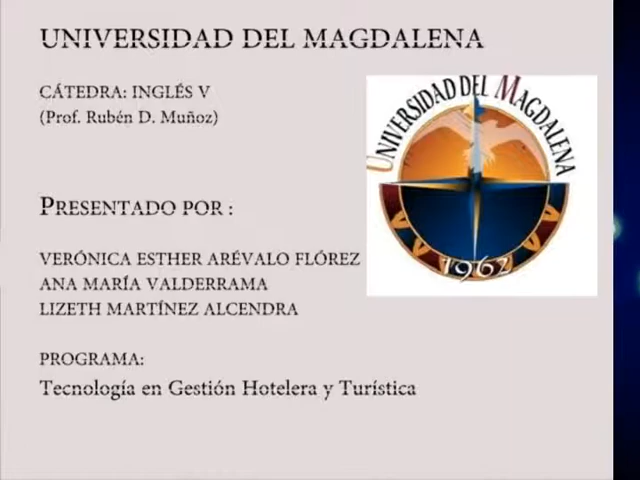 UNIVERSIDAD DEL MAGDALENA
CÁTEDRA: INGLÉS V
(Prof. Rubén D. Muñoz)
UNIVERSIDAD DEL MAGDALENA
1962
PRESENTADO POR :
VERÓNICA ESTHER ARÉVALO FLÓREZ
ANA MARÍA VALDERRAMA
LIZETH MARTÍNEZ ALCENDRA
PROGRAMA:
Tecnología en Gestión Hotelera y Turística